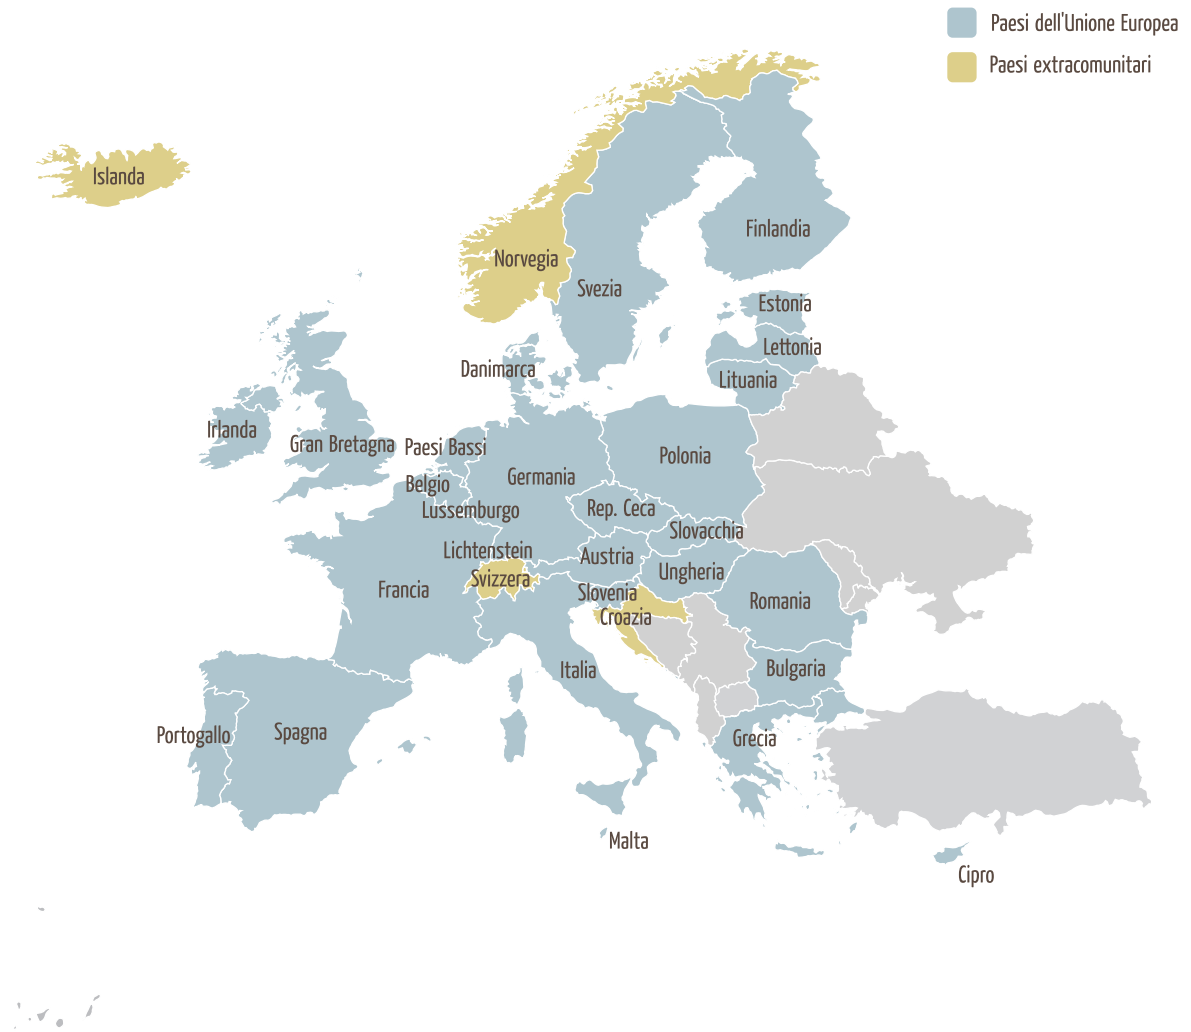 Paesi dell'Unione Europea
Paesi extracomunitari
Islanda
Finlandia
Norvegia
Svezia
Estonia
Lettonia
Danimarca
Lituania
Irlanda
Gran Bretagna
Paesi Bassi
Polonia
Germania
Belgio
Rep. Ceca
Lussemburgo
Slovacchia
Lichtenstein
Austria
Svizzera
Ungheria
Francia
Slovenia
Romania
Croazia
Italia
Bulgaria
Portogallo
Spagna
Grecia
Malta
Cipro